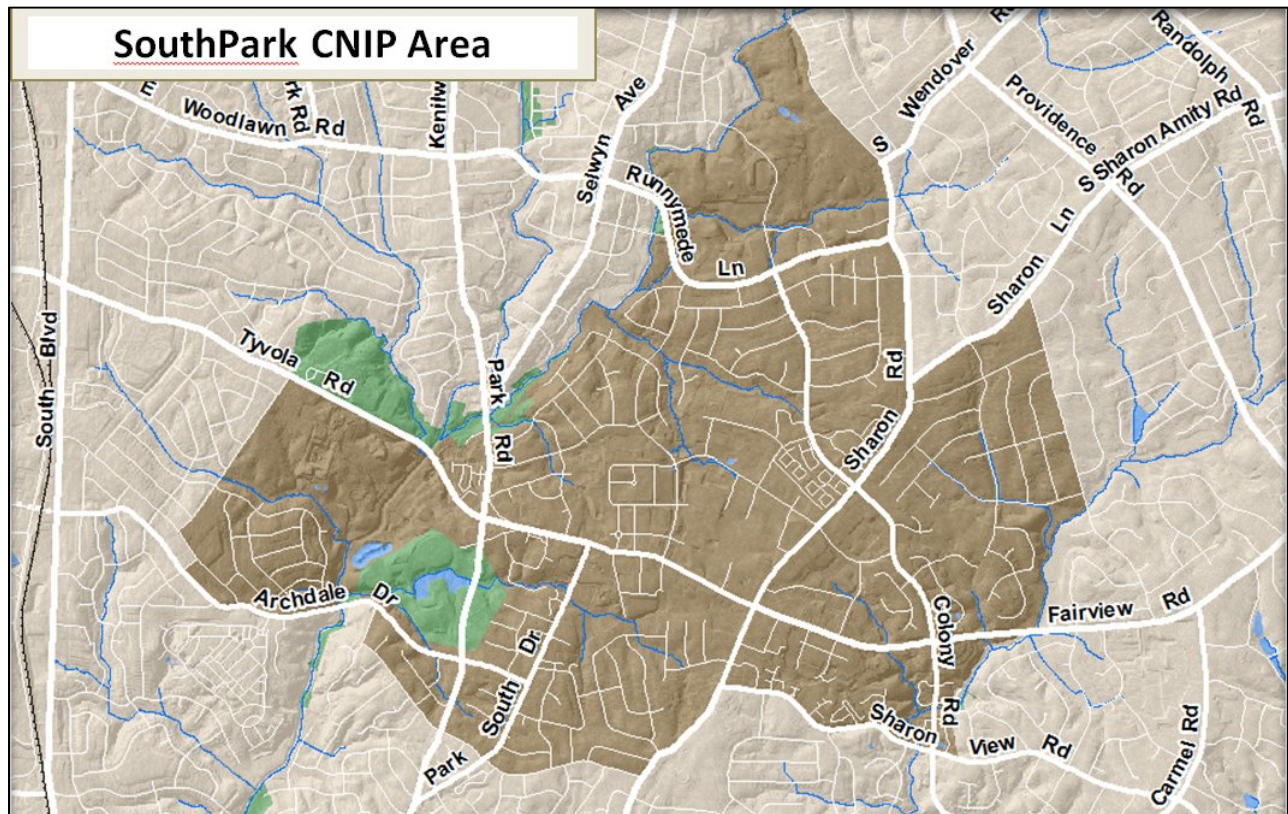 SouthPark CNIP Area
Woodlawn Rd
rk Rd
Kenilw
Selwyn Ave
Runnymede Ln
S Wendover R
Randolph Rd
Providence Rd
S Sharon Amity Rd
Sharon Ln
South Blvd
Tyvola Rd
Park Rd
Sharon Rd
Archdale Dr
Park South Dr
Colony Rd
Fairview Rd
Sharon View Rd
Carmel Rd